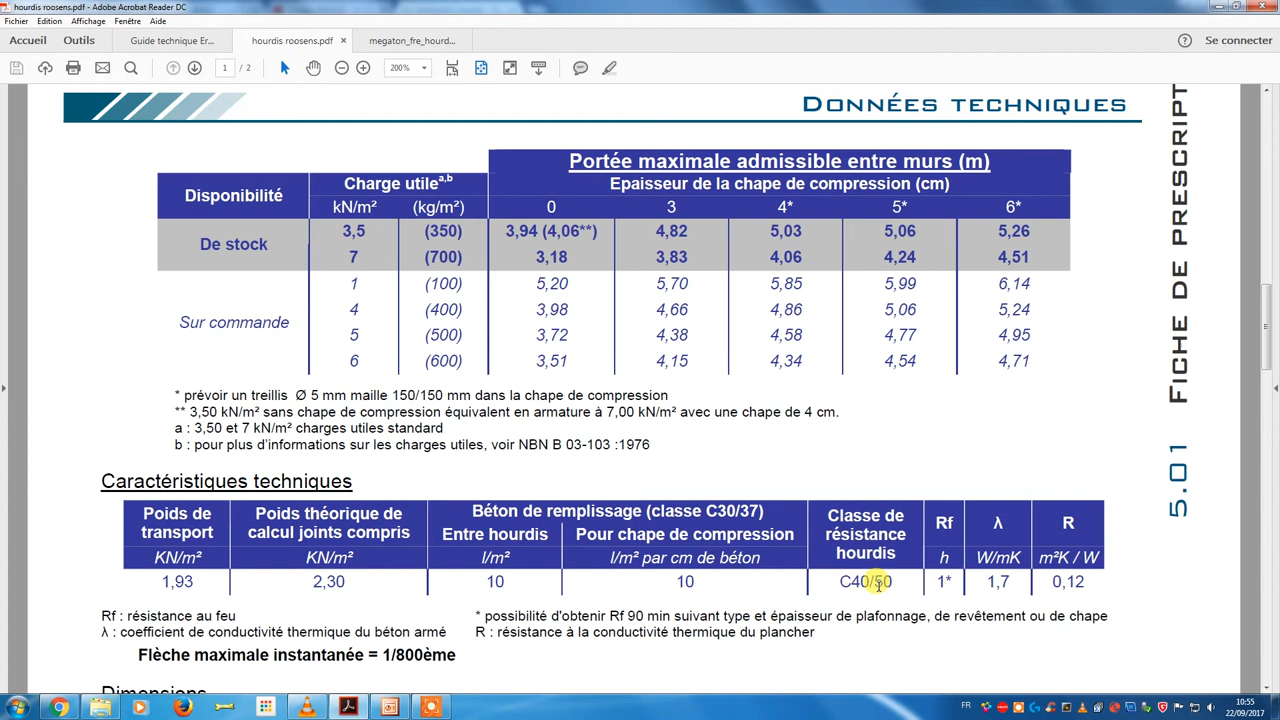 hourdis roosens.pdf - Adobe Acrobat Reader DC
Fichier Edition Affichage Fenêtre Aide
Accueil Outils Guide technique Er... hourdis roosens.pdf × megaton_fre_hourd... ? Se connecter
1 / 2 200%
DONNÉES TECHNIQUES
Portée maximale admissible entre murs (m)
Disponibilité Charge utile a,b Epaisseur de la chape de compression (cm)
kN/m² (kg/m²) 0 3 4* 5* 6*
De stock 3,5 (350) 3,94 (4,06**) 4,82 5,03 5,06 5,26
7 (700) 3,18 3,83 4,06 4,24 4,51
Sur commande 1 (100) 5,20 5,70 5,85 5,99 6,14
4 (400) 3,98 4,66 4,86 5,06 5,24
5 (500) 3,72 4,38 4,58 4,77 4,95
6 (600) 3,51 4,15 4,34 4,54 4,71
* prévoir un treillis Ø 5 mm maille 150/150 mm dans la chape de compression
** 3,50 kN/m² sans chape de compression équivalent en armature à 7,00 kN/m² avec une chape de 4 cm.
a : 3,50 et 7 kN/m² charges utiles standard
b : pour plus d'informations sur les charges utiles, voir NBN B 03-103 :1976
Caractéristiques techniques
Poids de transport Poids théorique de calcul joints compris Béton de remplissage (classe C30/37) Classe de résistance hourdis Rf λ R
Entre hourdis Pour chape de compression
KN/m² KN/m² l/m² l/m² par cm de béton h W/mK m²K / W
1,93 2,30 10 10 C40/50 1* 1,7 0,12
Rf : résistance au feu * possibilité d'obtenir Rf 90 min suivant type et épaisseur de plafonnage, de revêtement ou de chape
λ : coefficient de conductivité thermique du béton armé R : résistance à la conductivité thermique du plancher
Flèche maximale instantanée = 1/800ème
Dimensions
5.01 FICHE DE PRESCRIPT
FR 10:55
22/09/2017